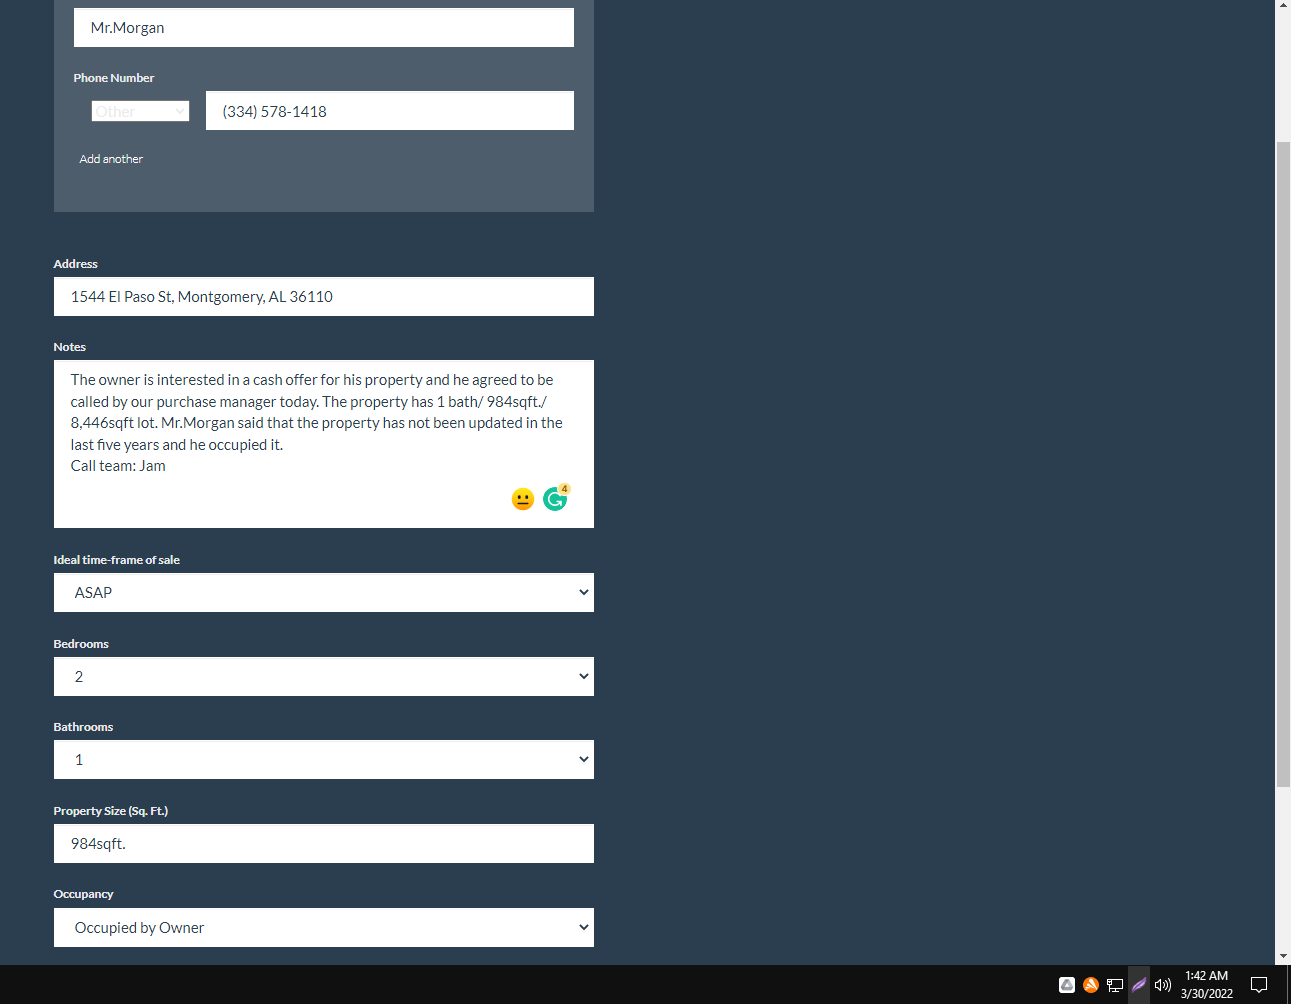 Mr.Morgan
Phone Number
Other
(334) 578-1418
Add another
Address
1544 El Paso St, Montgomery, AL 36110
Notes
The owner is interested in a cash offer for his property and he agreed to be
called by our purchase manager today. The property has 1 bath/ 984sqft./
8,446sqft lot. Mr.Morgan said that the property has not been updated in the
last five years and he occupied it.
Call team: Jam
4
Ideal time-frame of sale
ASAP
Bedrooms
2
Bathrooms
1
Property Size (Sq. Ft.)
984sqft.
Occupancy
Occupied by Owner
1:42 AM
3/30/2022